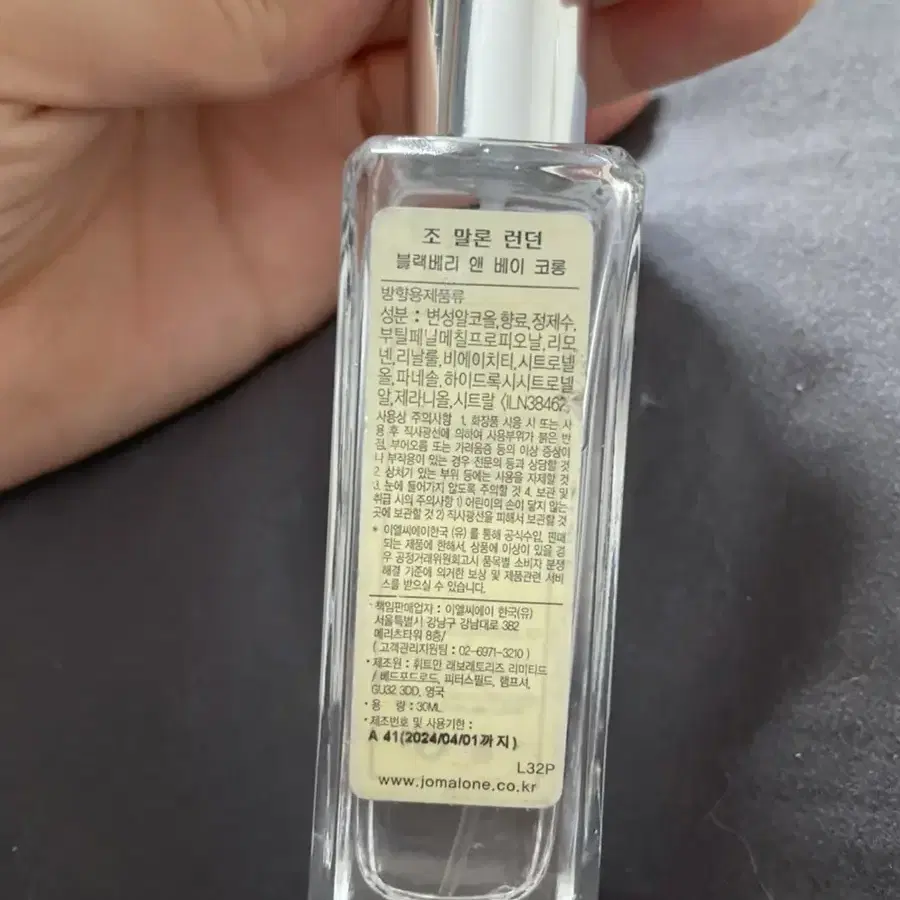 조 말론 런던
블랙베리 앤 베이 코롱
방향용제품류
성분 : 변성알코올,향료,정제수,
부틸페닐메칠프로피오날,리모
넨,리날룰,비에이치티,시트로넬
올,파네솔,하이드록시시트로넬
알,제라니올,시트랄 <ILN38462>
사용상 주의사항 1. 화장품 사용 시 또는 사
용 후 직사광선에 의하여 사용부위가 붉은 반
점, 부어오름 또는 가려움증 등의 이상 증상이
나 부작용이 있는 경우 전문의 등과 상담할 것
2. 상처가 있는 부위 등에는 사용을 자제할 것
3. 눈에 들어가지 않도록 주의할 것 4. 보관 및
취급 시의 주의사항 1) 어린이의 손이 닿지 않는
곳에 보관할 것 2) 직사광선을 피해서 보관할 것
* 이엘씨에이한국 (유) 를 통해 공식수입, 판매
되는 제품에 한해서, 상품에 이상이 있을 경
우 공정거래위원회고시 품목별 소비자 분쟁
해결 기준에 의거한 보상 및 제품관련 서비
스를 받으실 수 있습니다.
· 책임판매업자 : 이엘씨에이 한국(유)
서울특별시 강남구 강남대로 382
메리츠타워 8층/
( 고객관리지원팀 : 02-6971-3210 )
· 제조원 : 휘트만 래보래토리즈 리미티드
/ 베드포드로드, 피터스필드, 햄프셔,
GU32 3DD, 영국
· 용 량 : 30ML
· 제조번호 및 사용기한 :
A 41(2024/04/01까지)
L32P
www.jomalone.co.kr